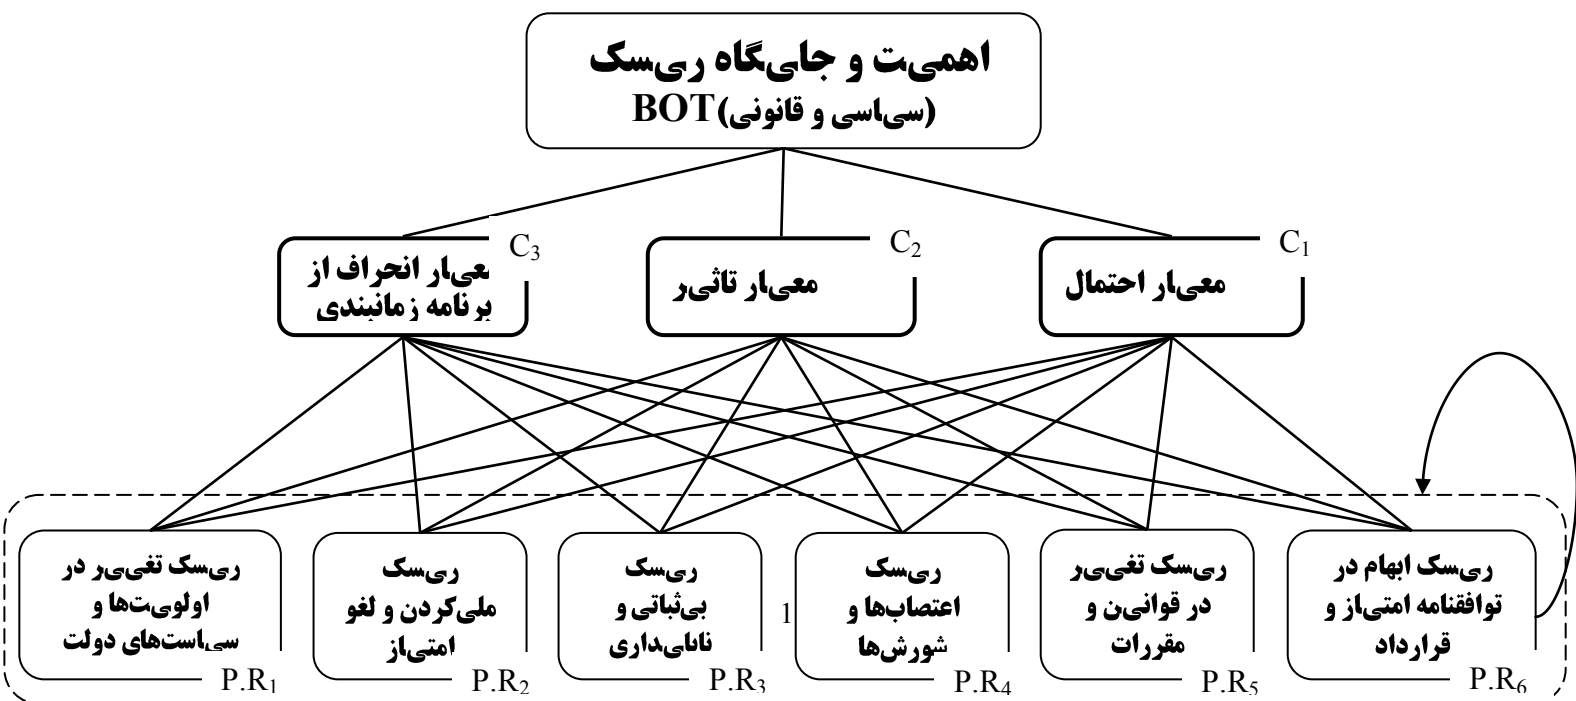 اهمیت و جایگاه ریسک
BOT(سیاسی و قانونی)
C1
معیار احتمال
C2
معیار تاثیر
C3
معیار انحراف از
برنامه زمانبندی
ریسک ابهام در
توافقنامه امتیاز و
قرارداد
P.R6
ریسک تغییر
در قوانین و
مقررات
P.R5
ریسک
اعتصاب‌ها و
شورش‌ها
P.R4
1
ریسک
بی‌ثباتی و
ناپایداری
P.R3
ریسک
ملی‌کردن و لغو
امتیاز
P.R2
ریسک تغییر در
اولویت‌ها و
سیاست‌های دولت
P.R1